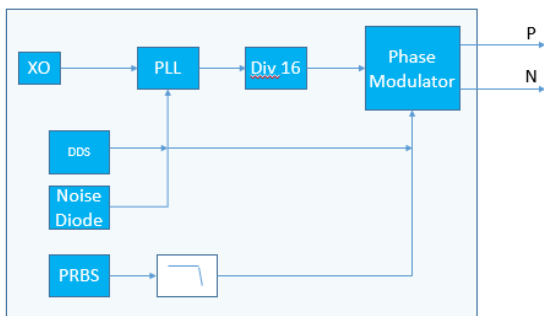 XO
PLL
Div 16
Phase
Modulator
P
N
DDS
Noise
Diode
PRBS